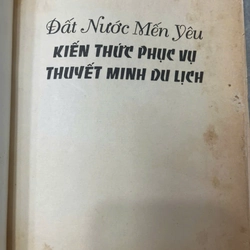 Đất Nước Mến Yêu
KIẾN THỨC PHỤC VỤ
THUYẾT MINH DU LỊCH